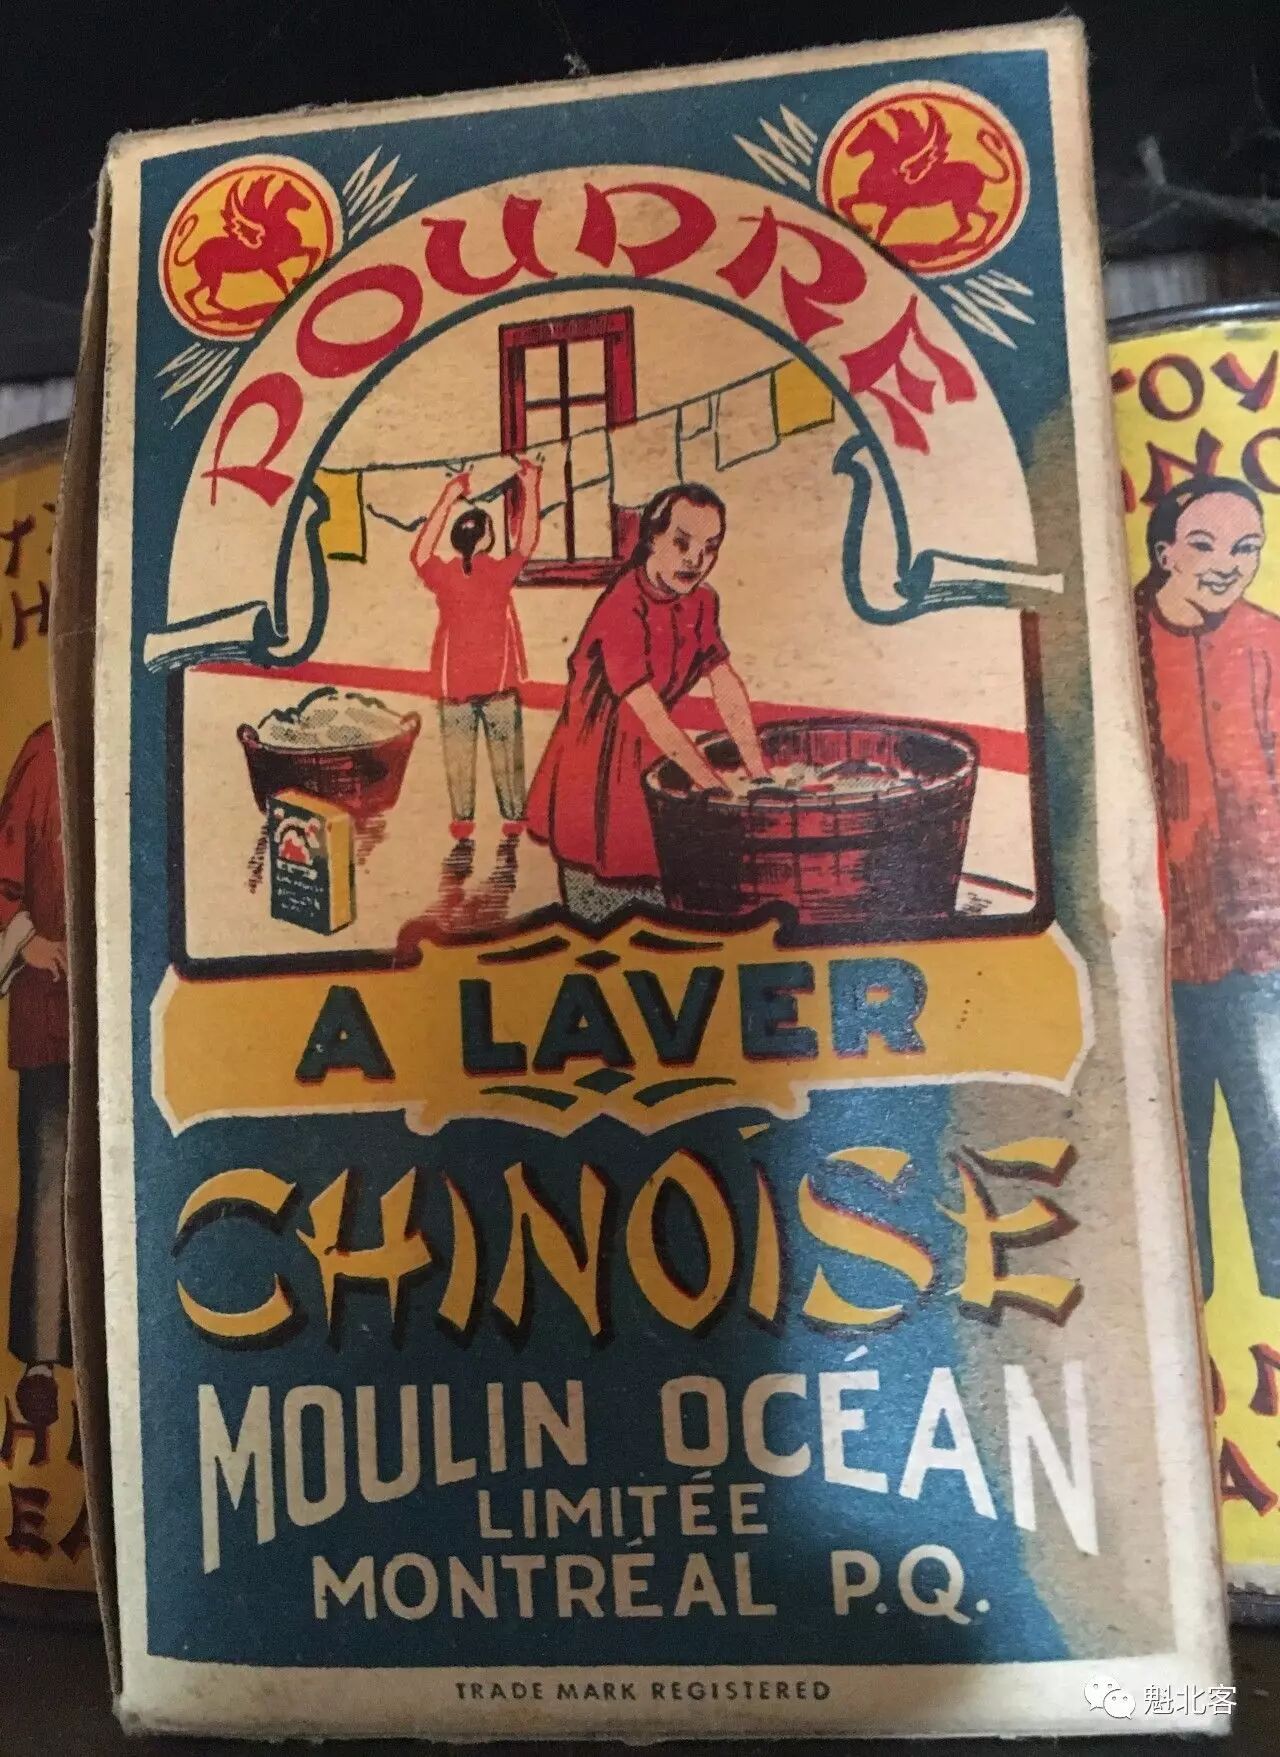 POUDRE
A LAVER
CHINOISE
MOULIN OCÉAN
LIMITÉE
MONTRÉAL P.Q.
TRADE MARK REGISTERED
魁北客